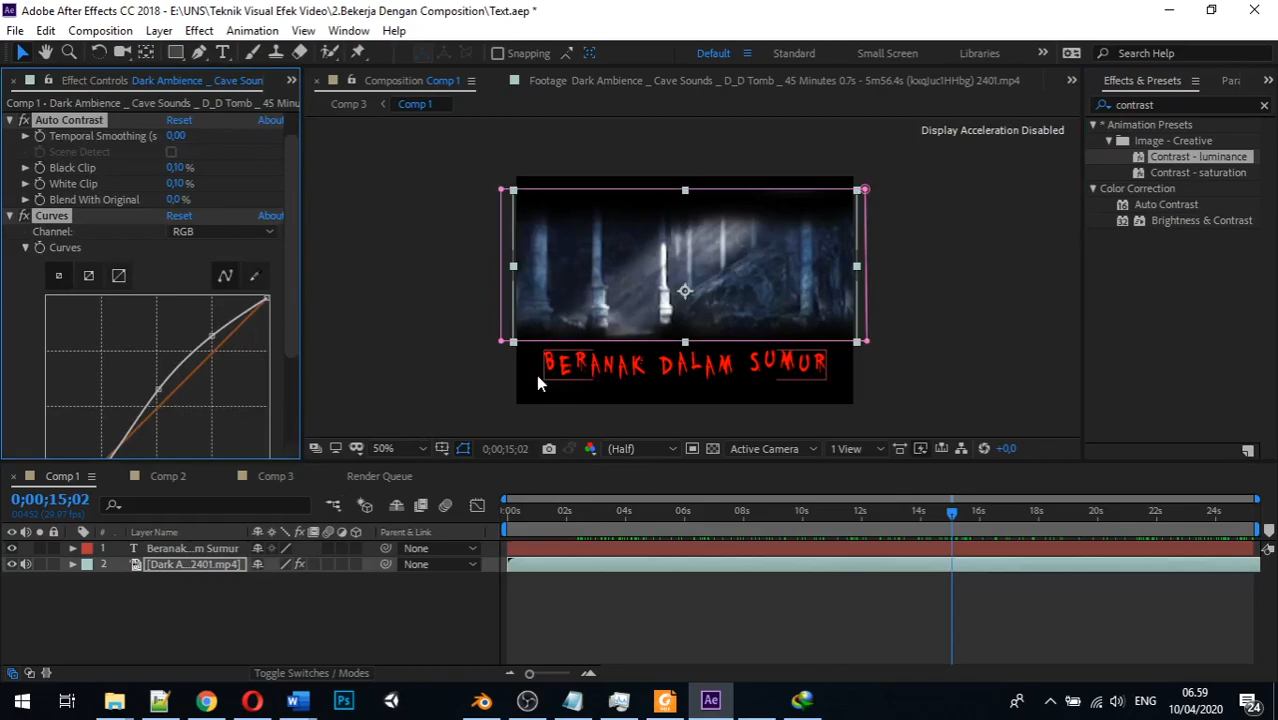 Adobe After Effects CC 2018 - E:\UNS\Teknik Visual Efek Video\2.Bekerja Dengan Composition\Text.aep *
File Edit Composition Layer Effect Animation View Window Help
Snapping Default Standard Small Screen Libraries Search Help
Effect Controls Dark Ambience _ Cave Soun
Composition Comp 1
Footage Dark Ambience _ Cave Sounds _ D_D Tomb _ 45 Minutes 0.7s - 5m56.4s (kxqJuc1HHbg) 2401.mp4
Effects & Presets
Comp 1 • Dark Ambience _ Cave Sounds _ D_D Tomb _ 45 Minu
Comp 3 Comp 1
contrast
fx Auto Contrast Reset About
Temporal Smoothing (s 0,00
Scene Detect
Black Clip 0,10 %
White Clip 0,10 %
Blend With Original 0,0 %
fx Curves Reset About
Channel: RGB
Curves
Display Acceleration Disabled
* Animation Presets
Image - Creative
Contrast - luminance
Contrast - saturation
Color Correction
Auto Contrast
Brightness & Contrast
BERANAK DALAM SUMUR
50% 0;00;15;02 (Half) Active Camera 1 View +0,0
Comp 1 Comp 2 Comp 3 Render Queue
0;00;15;02
00452 (29.97 fps)
# Layer Name Parent & Link
:00s 02s 04s 06s 08s 10s 12s 14s 16s 18s 20s 22s 24s
1 T Beranak...m Sumur None
2 [Dark A...2401.mp4] fx None
Toggle Switches / Modes
Ps Ae
ENG
06.59
10/04/2020
24